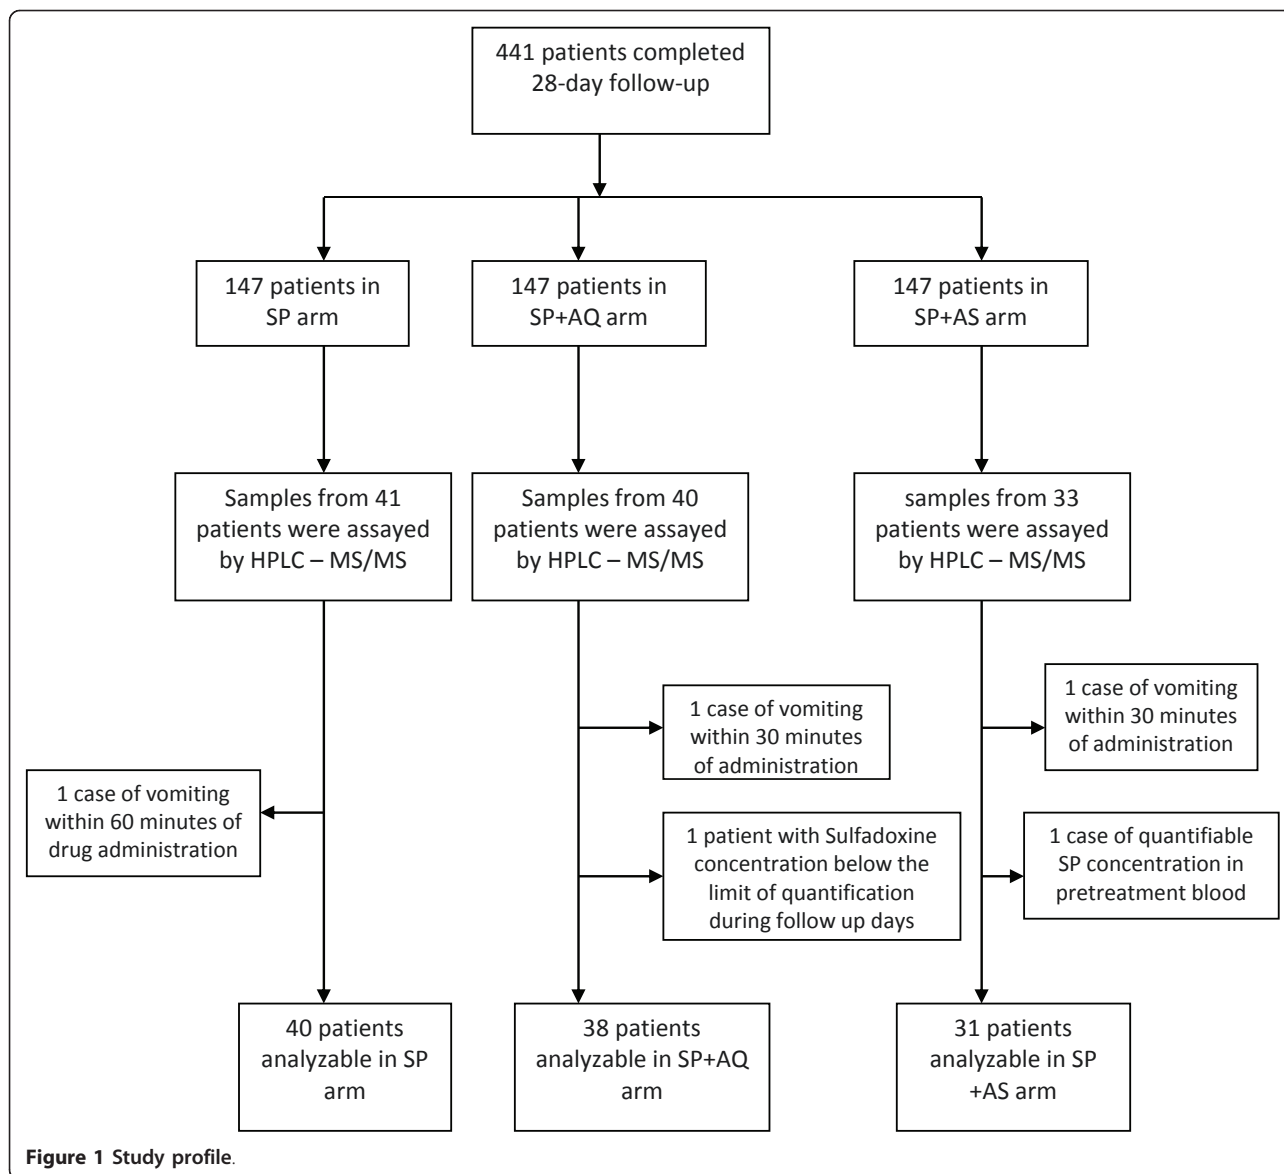 441 patients completed
28-day follow-up
147 patients in
SP arm
147 patients in
SP+AQ arm
147 patients in
SP+AS arm
Samples from 41
patients were assayed
by HPLC – MS/MS
Samples from 40
patients were assayed
by HPLC – MS/MS
samples from 33
patients were assayed
by HPLC – MS/MS
1 case of vomiting
within 60 minutes of
drug administration
1 case of vomiting
within 30 minutes
of administration
1 patient with Sulfadoxine
concentration below the
limit of quantification
during follow up days
1 case of vomiting
within 30 minutes
of administration
1 case of quantifiable
SP concentration in
pretreatment blood
40 patients
analyzable in SP
arm
38 patients
analyzable in SP+AQ
arm
31 patients
analyzable in SP
+AS arm
Figure 1 Study profile.